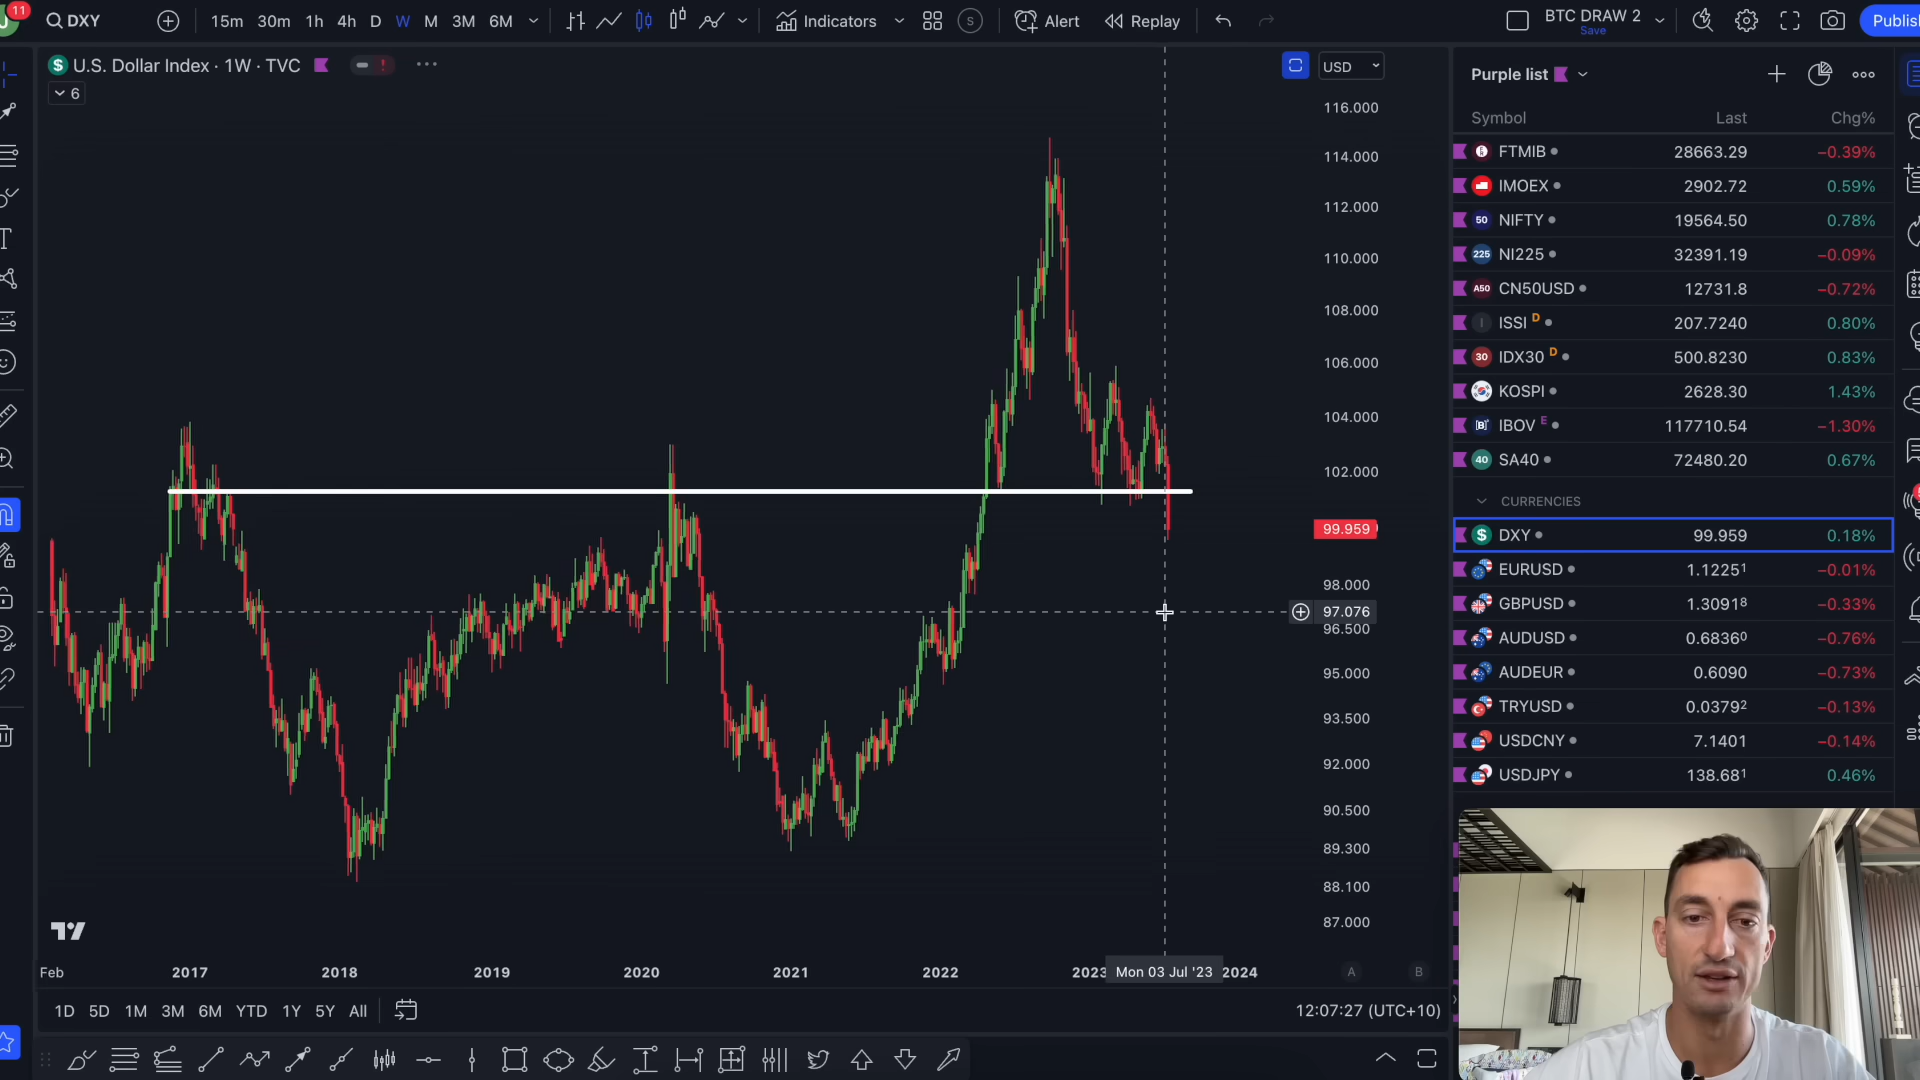 11
DXY
15m 30m 1h 4h D W M 3M 6M
Indicators
S
Alert
Replay
BTC DRAW 2
Save
Publish
$ U.S. Dollar Index · 1W · TVC
6
USD
116.000
114.000
112.000
110.000
108.000
106.000
104.000
102.000
99.959
98.000
97.076
96.500
95.000
93.500
92.000
90.500
89.300
88.100
87.000
Feb 2017 2018 2019 2020 2021 2022 2023 Mon 03 Jul '23 2024 A B
1D 5D 1M 3M 6M YTD 1Y 5Y All
12:07:27 (UTC+10)
Purple list
Symbol Last Chg%
FTMIB 28663.29 −0.39%
IMOEX 2902.72 0.59%
50 NIFTY 19564.50 0.78%
225 NI225 32391.19 −0.09%
A50 CN50USD 12731.8 −0.72%
I ISSI D 207.7240 0.80%
30 IDX30 D 500.8230 0.83%
KOSPI 2628.30 1.43%
[B]³ IBOV E 117710.54 −1.30%
40 SA40 72480.20 0.67%
CURRENCIES
$ DXY 99.959 0.18%
EURUSD 1.1225¹ −0.01%
GBPUSD 1.3091⁸ −0.33%
AUDUSD 0.6836⁰ −0.76%
AUDEUR 0.6090 −0.73%
TRYUSD 0.0379² −0.13%
USDCNY 7.1401 −0.14%
USDJPY 138.68¹ 0.46%